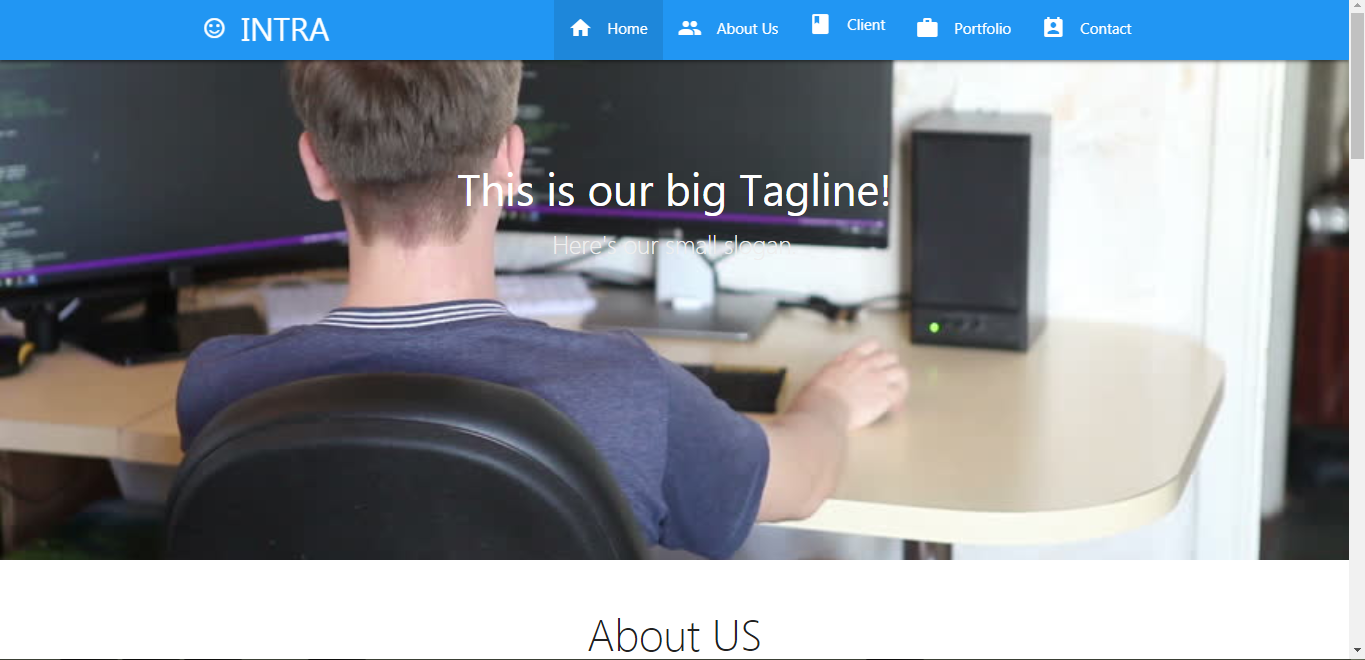 INTRA
Home
About Us
Client
Portfolio
Contact
This is our big Tagline!
Here's our small slogan
About US